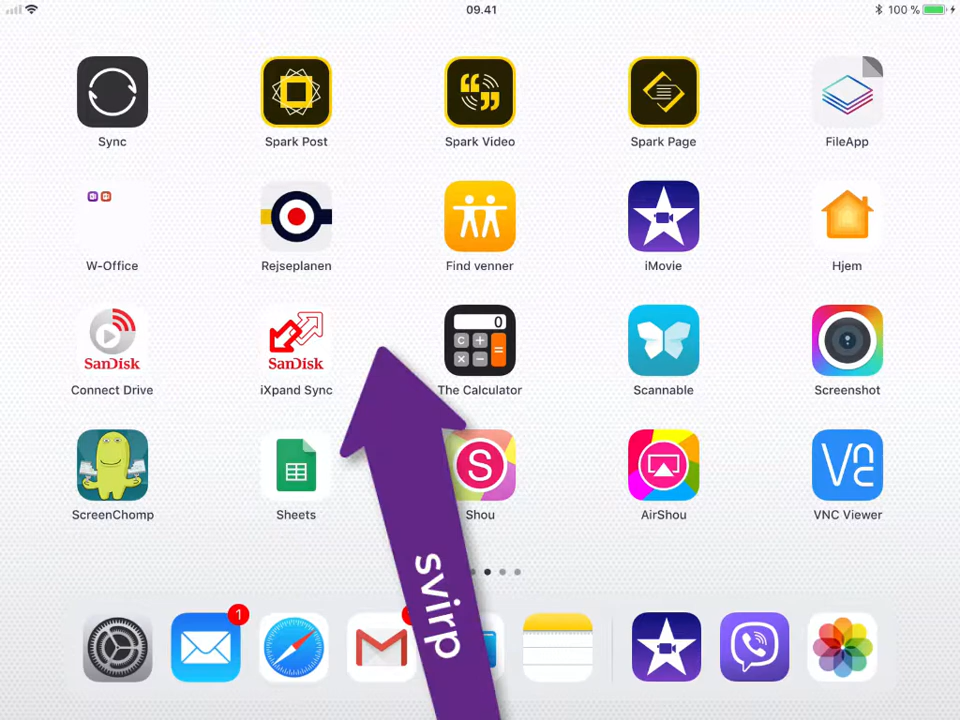 09.41
100 %
Sync
Spark Post
Spark Video
Spark Page
FileApp
W-Office
Rejseplanen
Find venner
iMovie
Hjem
SanDisk
SanDisk
0
C +
× − =
Connect Drive
iXpand Sync
The Calculator
Scannable
Screenshot
S
VNC
ScreenChomp
Sheets
Shou
AirShou
VNC Viewer
svirp
1